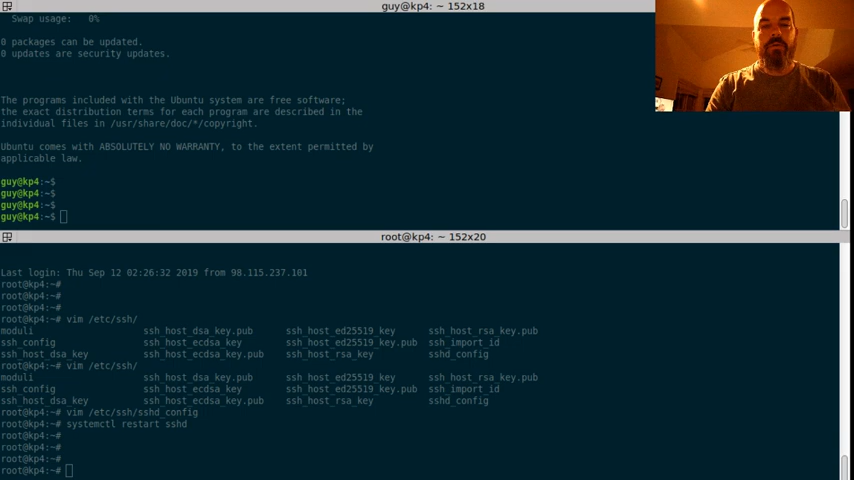 guy@kp4: ~ 152x18
Swap usage:   0%
0 packages can be updated.
0 updates are security updates.
The programs included with the Ubuntu system are free software;
the exact distribution terms for each program are described in the
individual files in /usr/share/doc/*/copyright.
Ubuntu comes with ABSOLUTELY NO WARRANTY, to the extent permitted by
applicable law.
guy@kp4:~$
guy@kp4:~$
guy@kp4:~$
guy@kp4:~$
root@kp4: ~ 152x20
Last login: Thu Sep 12 02:26:32 2019 from 98.115.237.101
root@kp4:~#
root@kp4:~#
root@kp4:~#
root@kp4:~# vim /etc/ssh/
moduli ssh_host_dsa_key.pub ssh_host_ed25519_key ssh_host_rsa_key.pub
ssh_config ssh_host_ecdsa_key ssh_host_ed25519_key.pub ssh_import_id
ssh_host_dsa_key ssh_host_ecdsa_key.pub ssh_host_rsa_key sshd_config
root@kp4:~# vim /etc/ssh/
moduli ssh_host_dsa_key.pub ssh_host_ed25519_key ssh_host_rsa_key.pub
ssh_config ssh_host_ecdsa_key ssh_host_ed25519_key.pub ssh_import_id
ssh_host_dsa_key ssh_host_ecdsa_key.pub ssh_host_rsa_key sshd_config
root@kp4:~# vim /etc/ssh/sshd_config
root@kp4:~# systemctl restart sshd
root@kp4:~#
root@kp4:~#
root@kp4:~#
root@kp4:~#